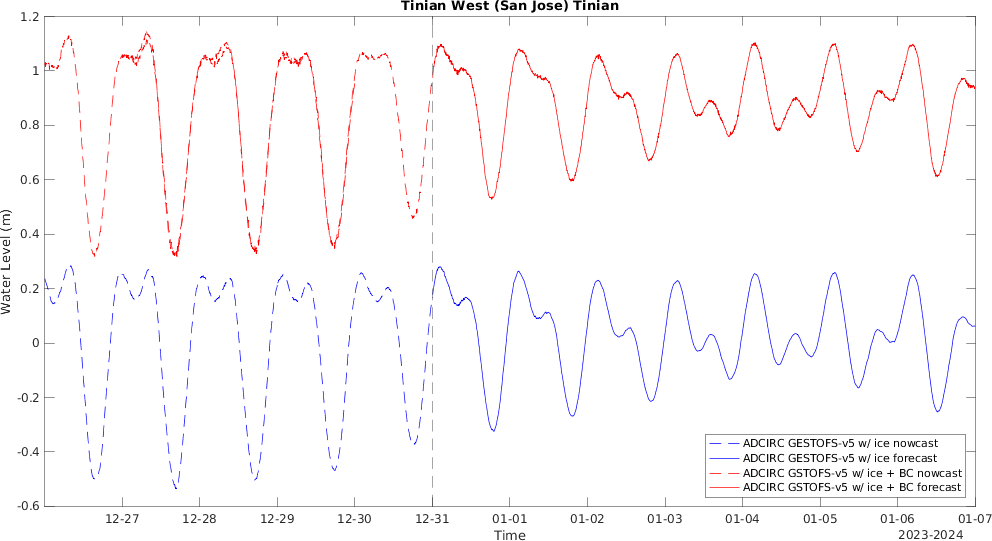 Tinian West (San Jose) Tinian
1.2
1
0.8
0.6
0.4
0.2
0
-0.2
-0.4
-0.6
Water Level (m)
ADCIRC GESTOFS-v5 w/ ice nowcast
ADCIRC GESTOFS-v5 w/ ice forecast
ADCIRC GSTOFS-v5 w/ ice + BC nowcast
ADCIRC GSTOFS-v5 w/ ice + BC forecast
12-27 12-28 12-29 12-30 12-31 01-01 01-02 01-03 01-04 01-05 01-06 01-07
Time
2023-2024